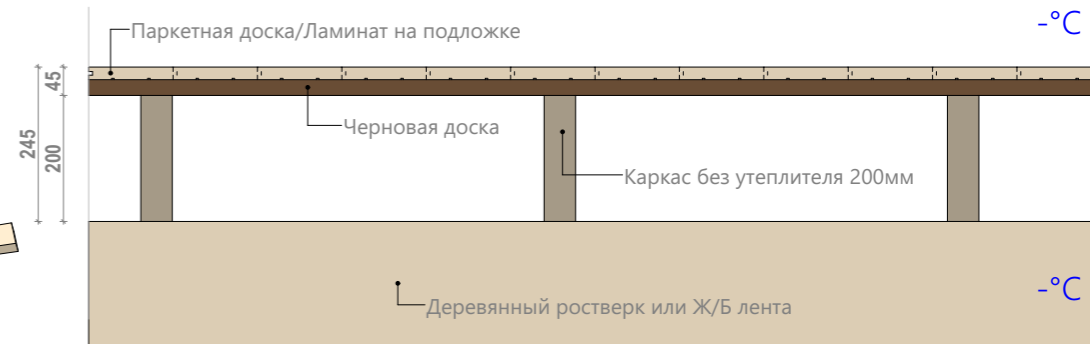 -°C
Паркетная доска/Ламинат на подложке
45
Черновая доска
245
200
Каркас без утеплителя 200мм
-°C
Деревянный ростверк или Ж/Б лента